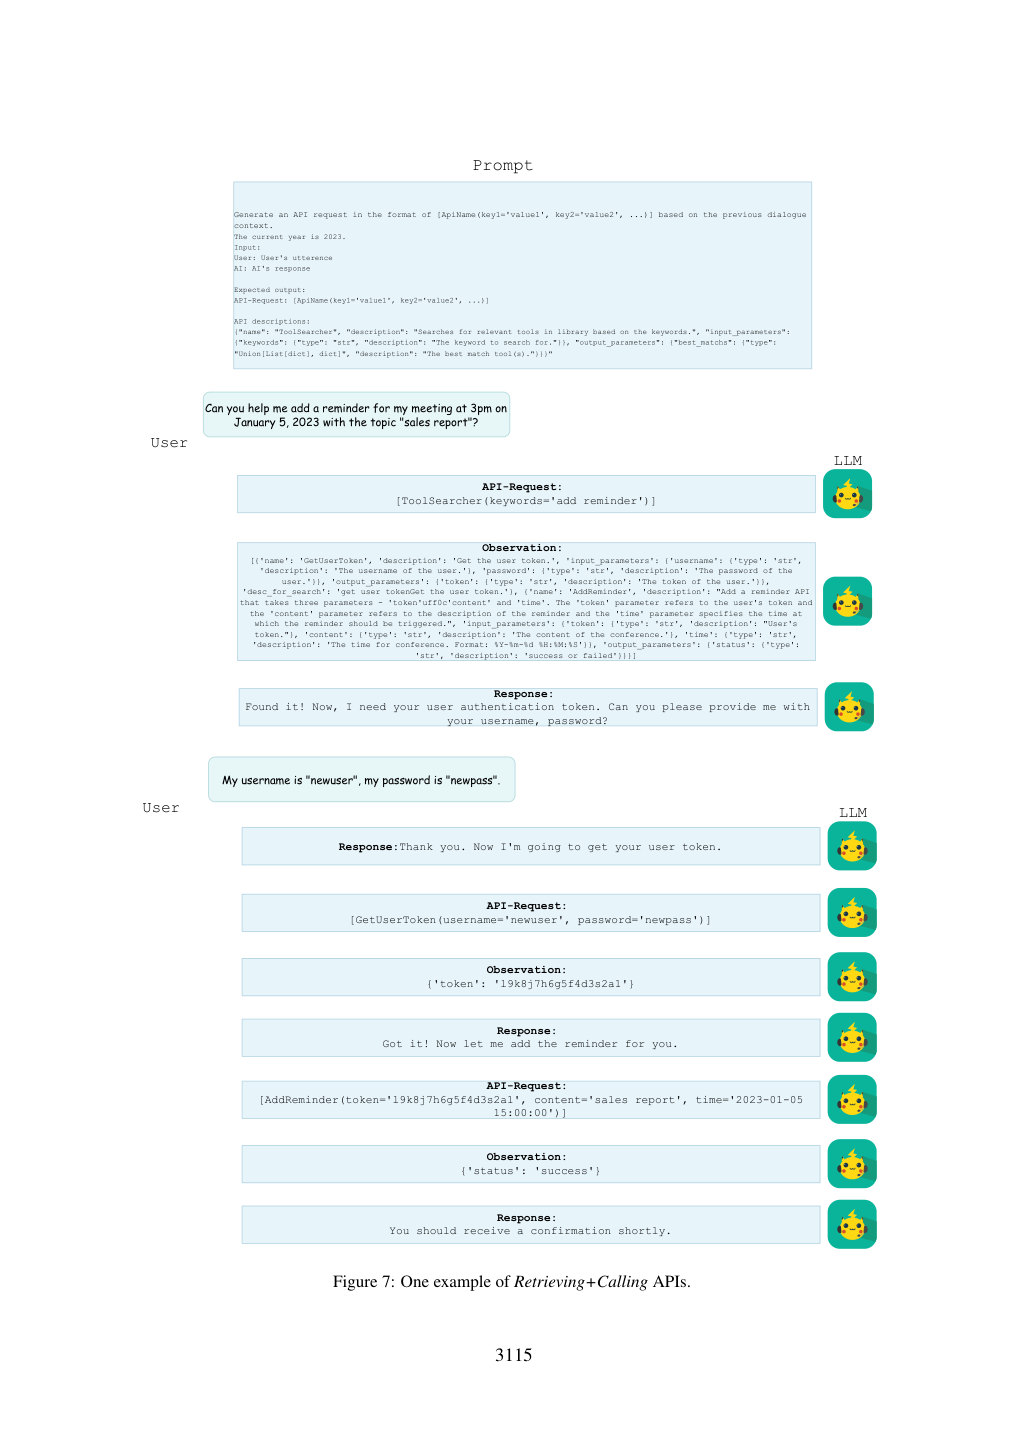 Prompt
Generate an API request in the format of [ApiName(key1='value1', key2='value2', ...)] based on the previous dialogue
context.
The current year is 2023.
Input:
User: User's utterence
AI: AI's response
Expected output:
API-Request: [ApiName(key1='value1', key2='value2', ...)]
API descriptions:
{"name": "ToolSearcher", "description": "Searches for relevant tools in library based on the keywords.", "input_parameters":
{"keywords": {"type": "str", "description": "The keyword to search for."}}, "output_parameters": {"best_matchs": {"type":
"Union[List[dict], dict]", "description": "The best match tool(s)."}}}"
Can you help me add a reminder for my meeting at 3pm on
January 5, 2023 with the topic "sales report"?
User
LLM
API-Request:
[ToolSearcher(keywords='add reminder')]
Observation:
[{'name': 'GetUserToken', 'description': 'Get the user token.', 'input_parameters': {'username': {'type': 'str',
'description': 'The username of the user.'}, 'password': {'type': 'str', 'description': 'The password of the
user.'}}, 'output_parameters': {'token': {'type': 'str', 'description': 'The token of the user.'}},
'desc_for_search': 'get user tokenGet the user token.'}, {'name': 'AddReminder', 'description': "Add a reminder API
that takes three parameters - 'token'uff0c'content' and 'time'. The 'token' parameter refers to the user's token and
the 'content' parameter refers to the description of the reminder and the 'time' parameter specifies the time at
which the reminder should be triggered.", 'input_parameters': {'token': {'type': 'str', 'description': "User's
token."}, 'content': {'type': 'str', 'description': 'The content of the conference.'}, 'time': {'type': 'str',
'description': 'The time for conference. Format: %Y-%m-%d %H:%M:%S'}}, 'output_parameters': {'status': {'type':
'str', 'description': 'success or failed'}}}]
Response:
Found it! Now, I need your user authentication token. Can you please provide me with
your username, password?
My username is "newuser", my password is "newpass".
User
LLM
Response:Thank you. Now I'm going to get your user token.
API-Request:
[GetUserToken(username='newuser', password='newpass')]
Observation:
{'token': 'l9k8j7h6g5f4d3s2a1'}
Response:
Got it! Now let me add the reminder for you.
API-Request:
[AddReminder(token='l9k8j7h6g5f4d3s2a1', content='sales report', time='2023-01-05
15:00:00')]
Observation:
{'status': 'success'}
Response:
You should receive a confirmation shortly.
Figure 7: One example of Retrieving+Calling APIs.
3115